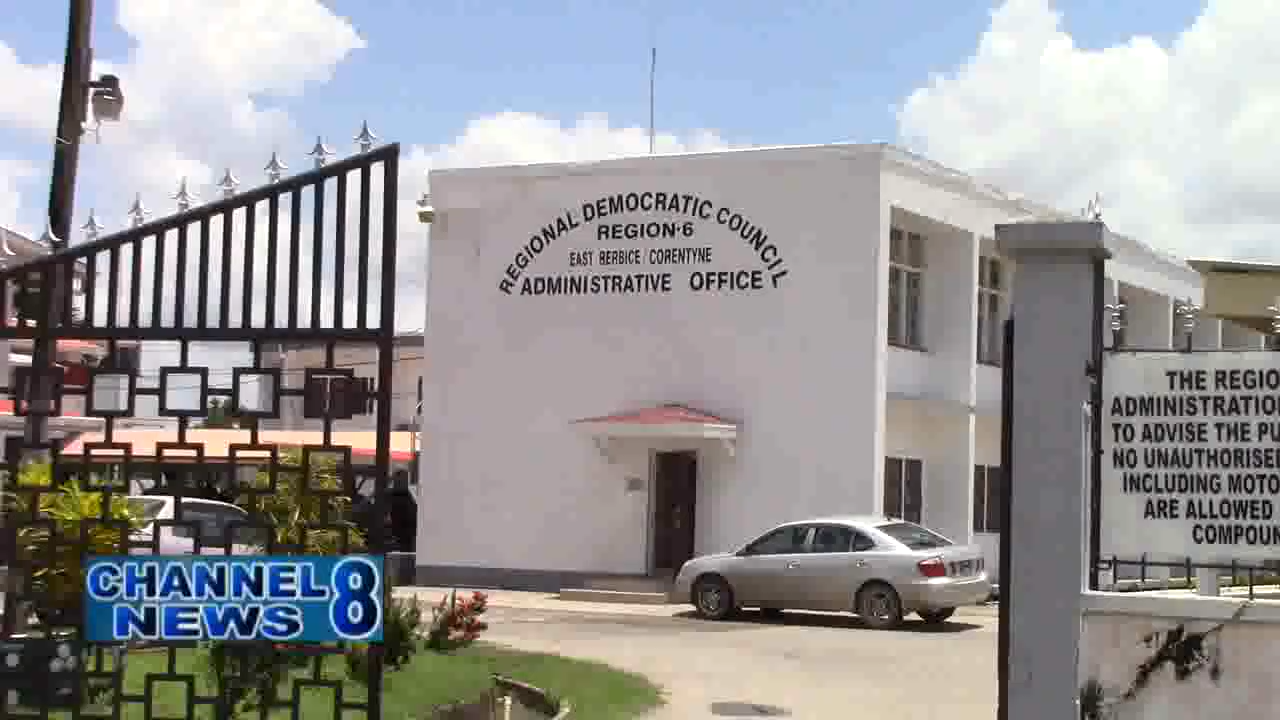 REGIONAL DEMOCRATIC COUNCIL
REGION·6
EAST BERBICE / CORENTYNE
ADMINISTRATIVE OFFICE
THE REGIO
ADMINISTRATIO
TO ADVISE THE PU
NO UNAUTHORISE
INCLUDING MOTO
ARE ALLOWED
COMPOUN
CHANNEL 8
NEWS